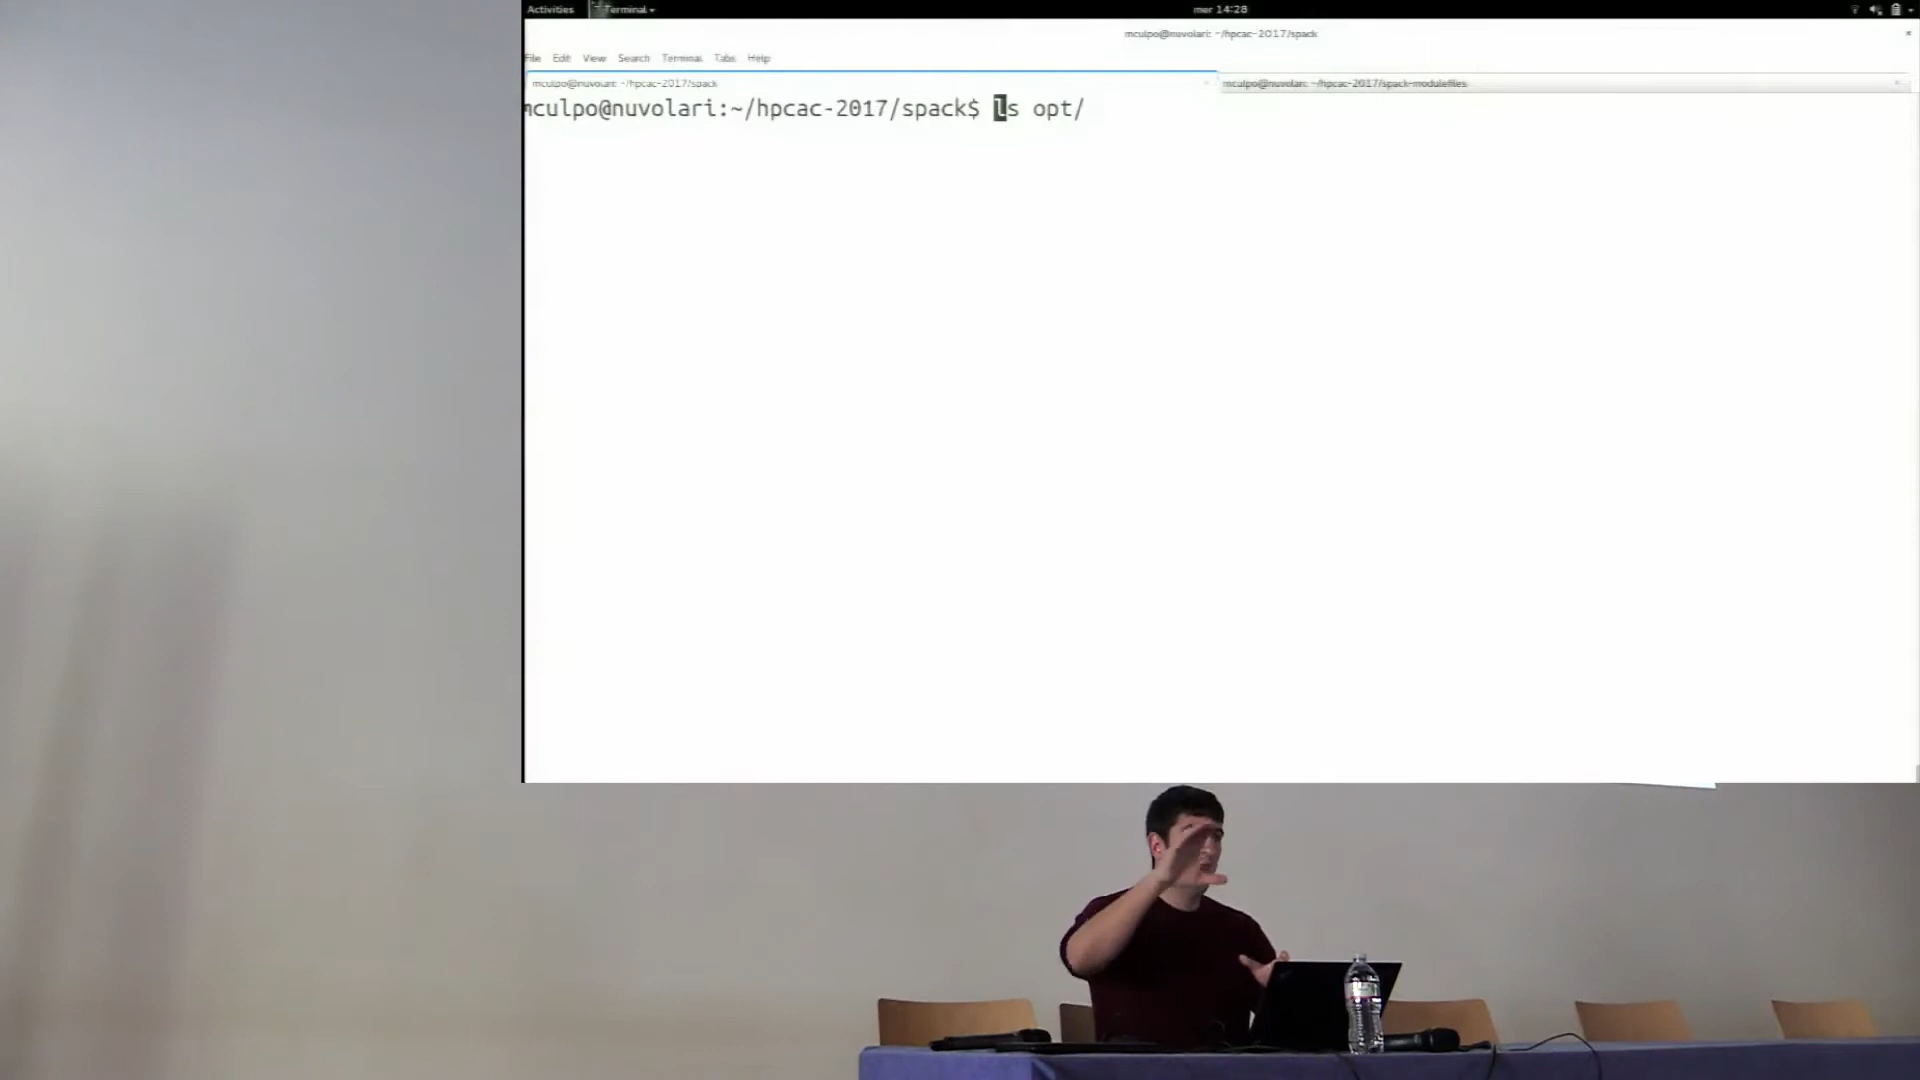 Activities Terminal mer 14:28
mculpo@nuvolari: ~/hpcac-2017/spack
File Edit View Search Terminal Tabs Help
mculpo@nuvolari: ~/hpcac-2017/spack mculpo@nuvolari: ~/hpcac-2017/spack-modulefiles
mculpo@nuvolari:~/hpcac-2017/spack$ ls opt/